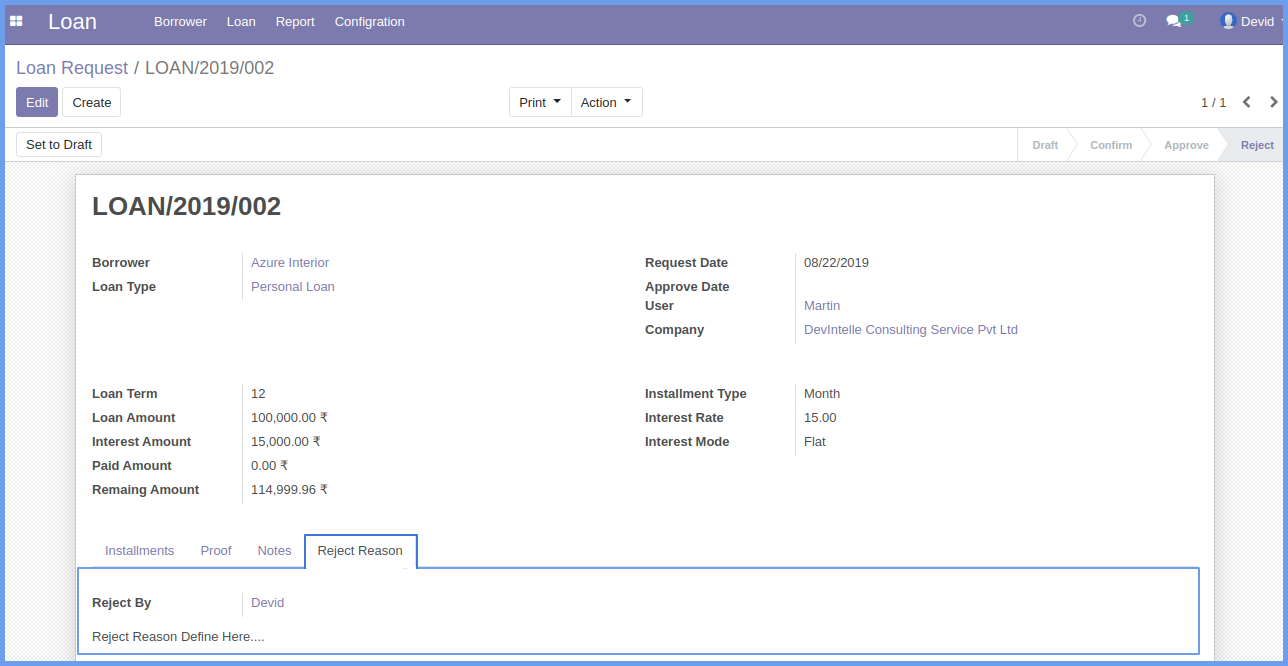 Loan Borrower Loan Report Configuration 1 Devid
Loan Request / LOAN/2019/002
Edit Create Print Action 1 / 1
Set to Draft Draft Confirm Approve Reject
LOAN/2019/002
Borrower Azure Interior Request Date 08/22/2019
Loan Type Personal Loan Approve Date
User Martin
Company DevIntelle Consulting Service Pvt Ltd
Loan Term 12 Installment Type Month
Loan Amount 100,000.00 ₹ Interest Rate 15.00
Interest Amount 15,000.00 ₹ Interest Mode Flat
Paid Amount 0.00 ₹
Remaing Amount 114,999.96 ₹
Installments Proof Notes Reject Reason
Reject By Devid
Reject Reason Define Here....